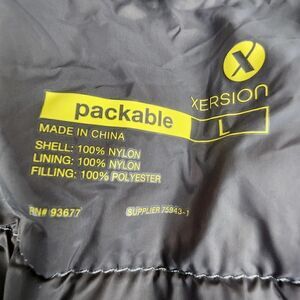 X
XERSION
packable L
MADE IN CHINA
SHELL: 100% NYLON
LINING: 100% NYLON
FILLING: 100% POLYESTER
RN# 93677 SUPPLIER 75943-1